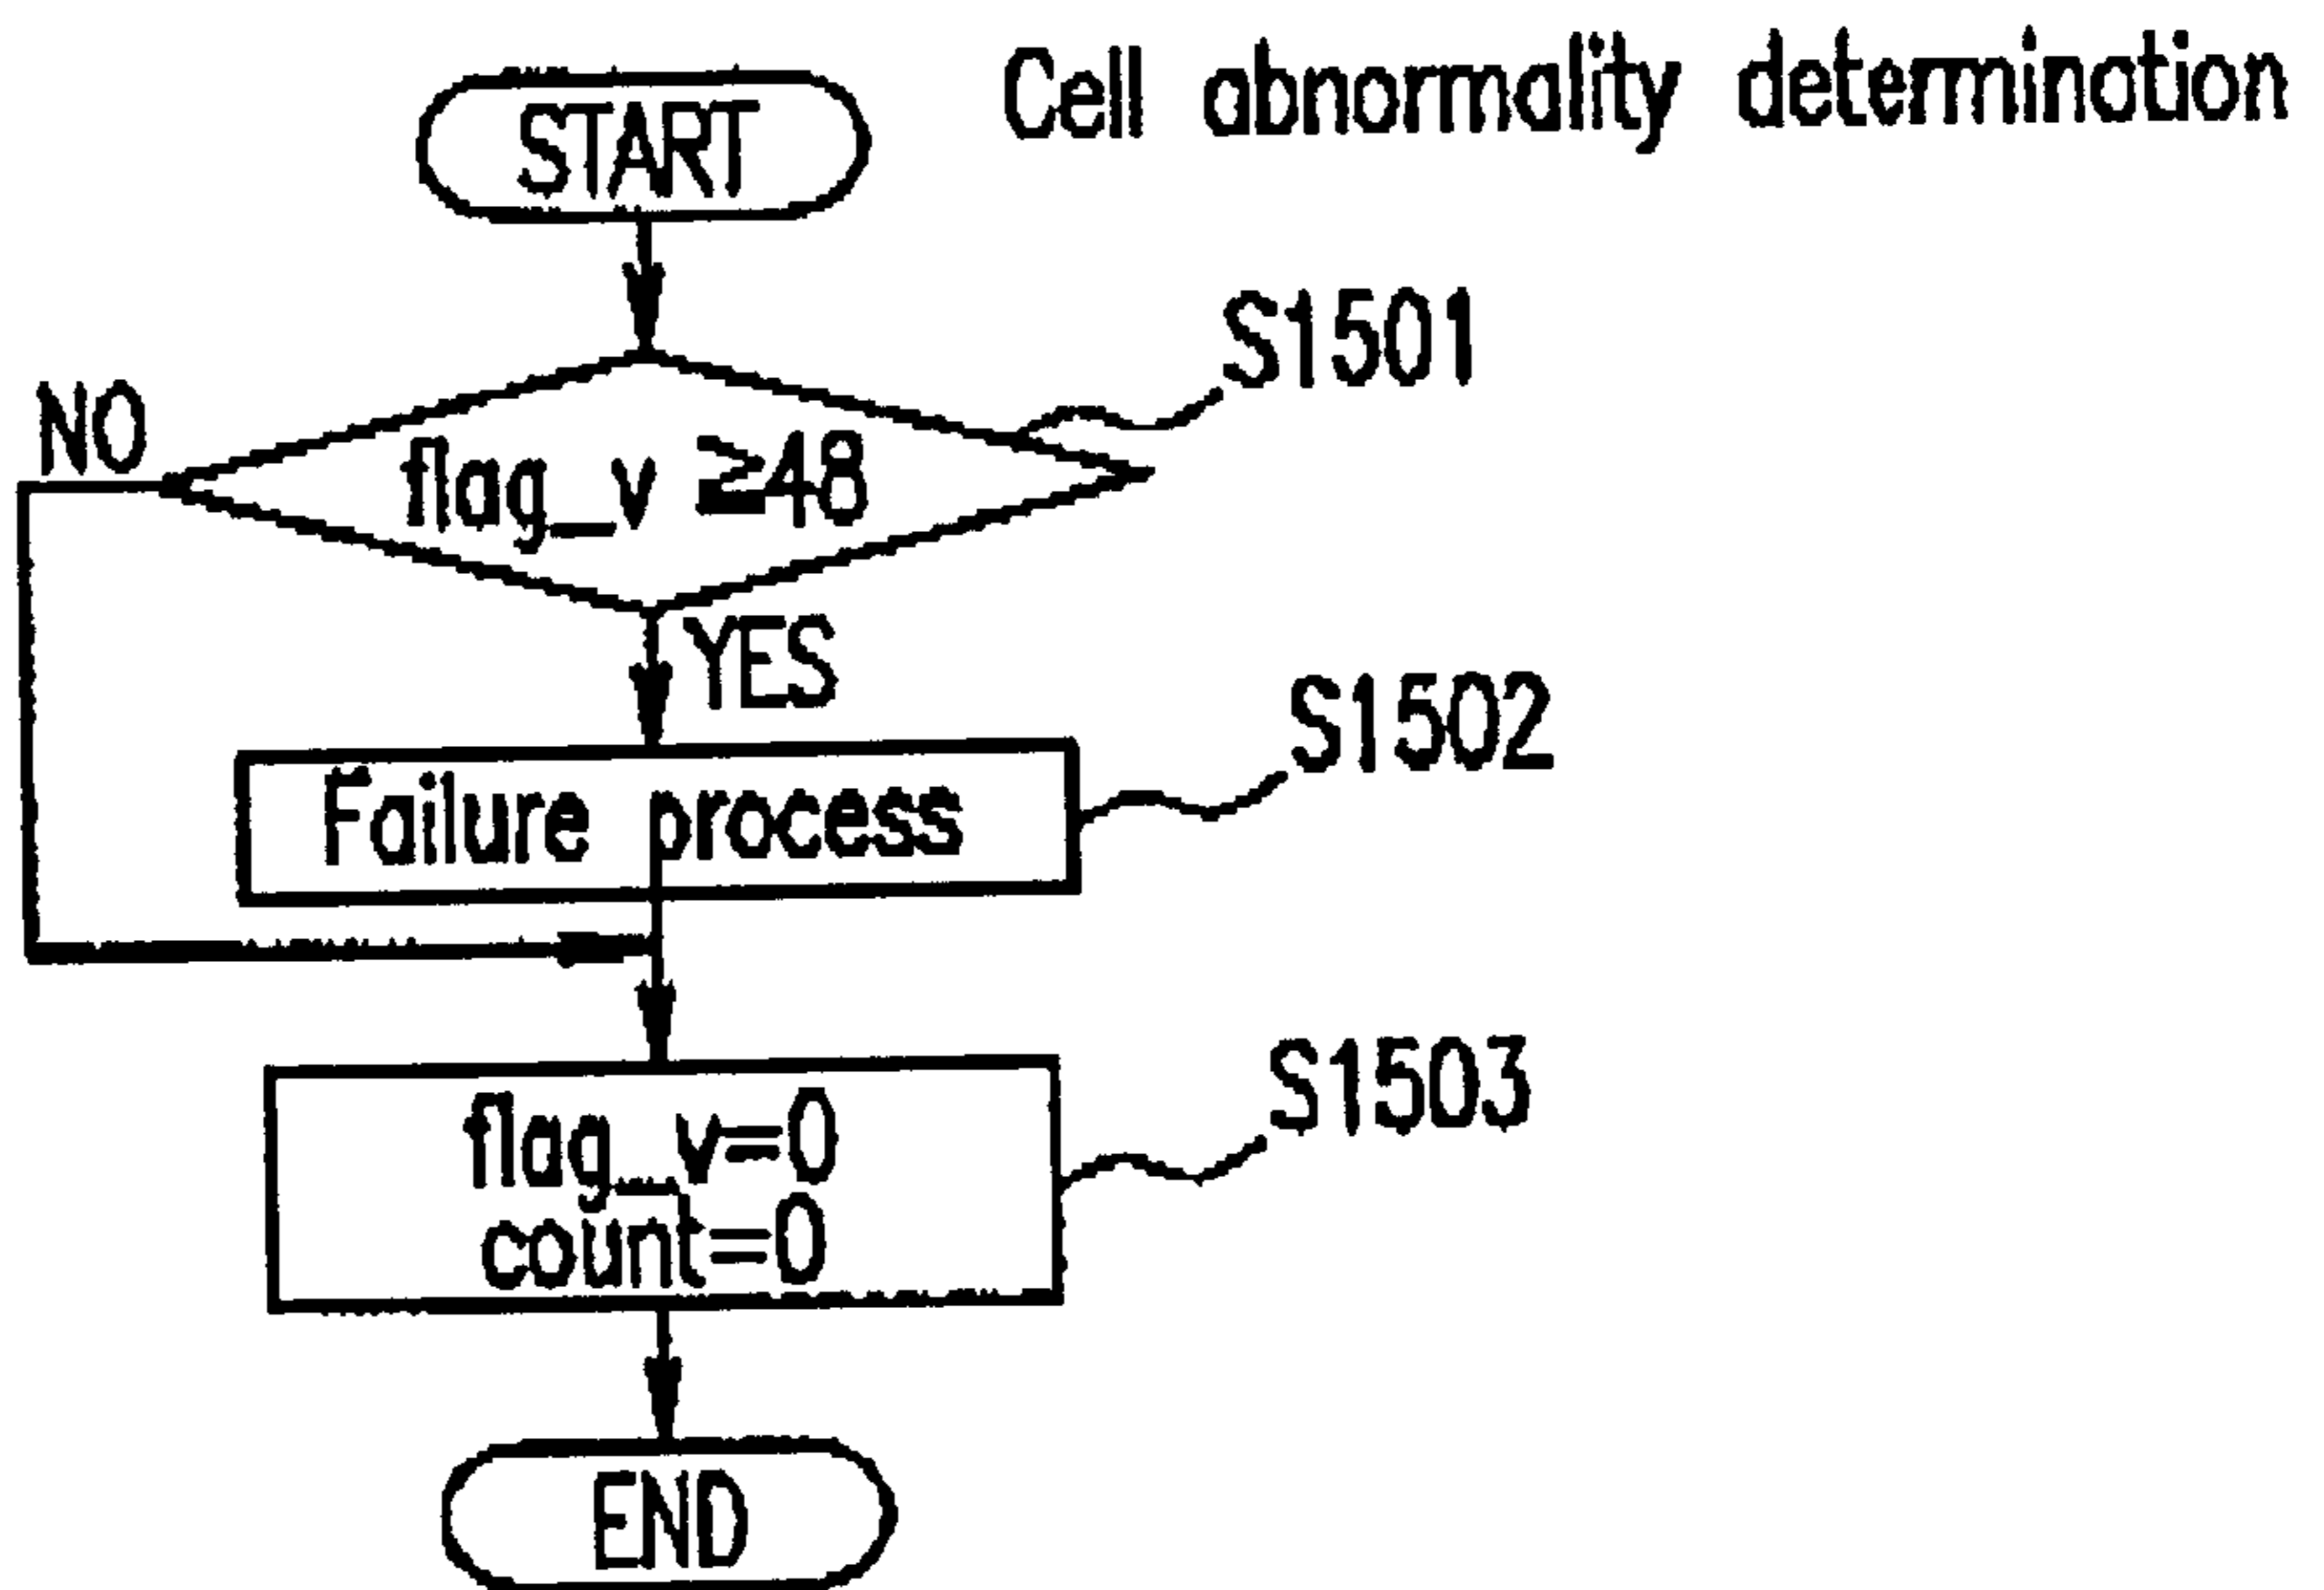 Cell abnormality determination
START
S1501
NO
flag_v ≥48
YES
S1502
Failure process
S1503
flag_v=0
count=0
END